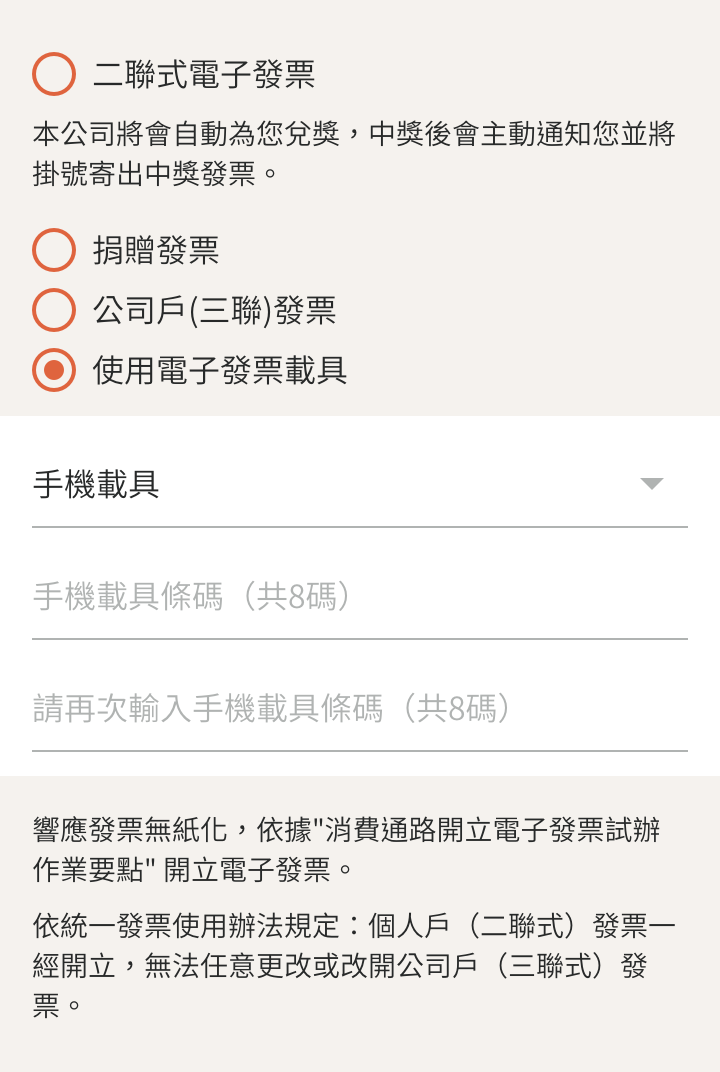 二聯式電子發票
本公司將會自動為您兌獎，中獎後會主動通知您並將
掛號寄出中獎發票。
捐贈發票
公司戶(三聯)發票
使用電子發票載具
手機載具
手機載具條碼（共8碼）
請再次輸入手機載具條碼（共8碼）
響應發票無紙化，依據"消費通路開立電子發票試辦
作業要點" 開立電子發票。
依統一發票使用辦法規定：個人戶（二聯式）發票一
經開立，無法任意更改或改開公司戶（三聯式）發
票。